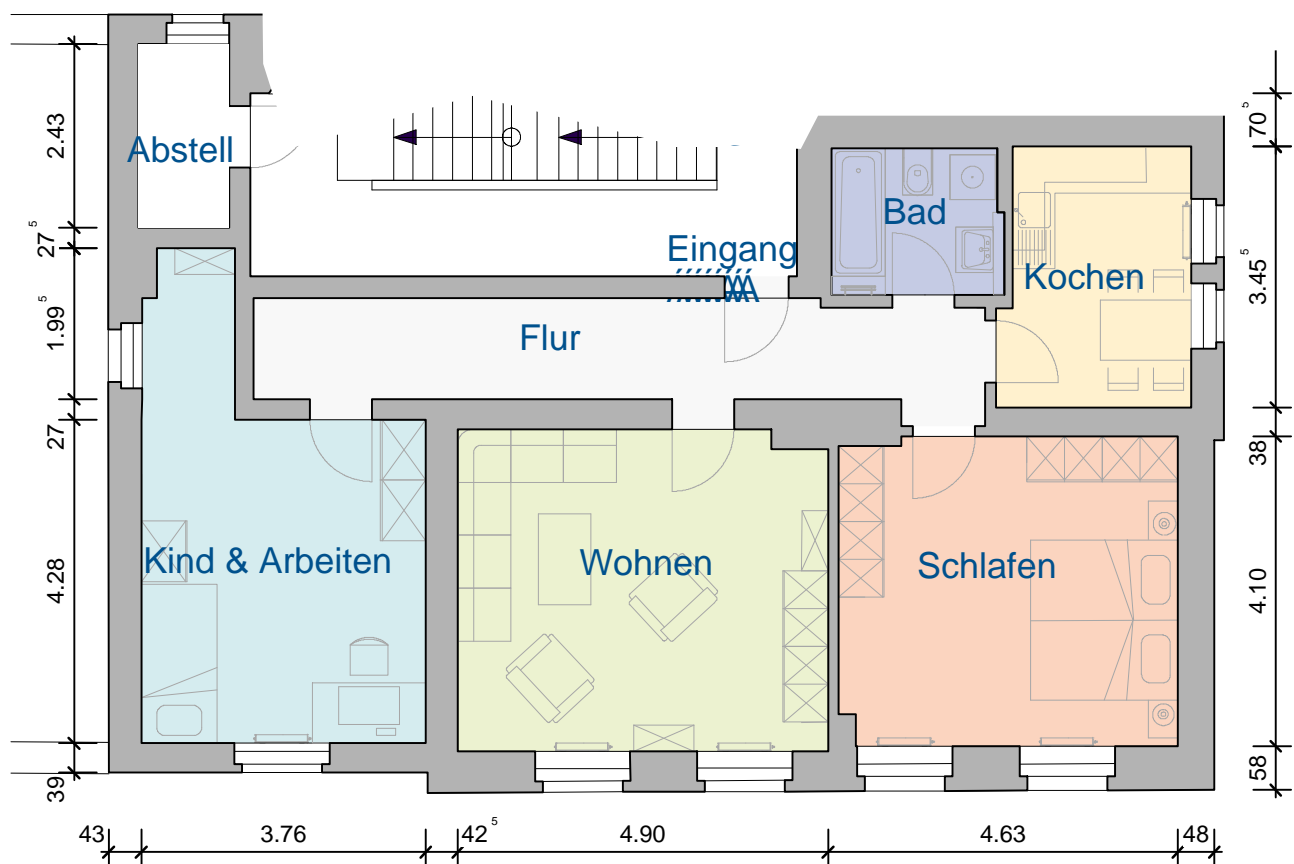 Abstell
Eingang
Bad
Kochen
Flur
Kind & Arbeiten
Wohnen
Schlafen
2.43
27⁵
1.99⁵
27
4.28
39
70⁵
3.45⁵
38
4.10
58
43
3.76
42⁵
4.90
4.63
48